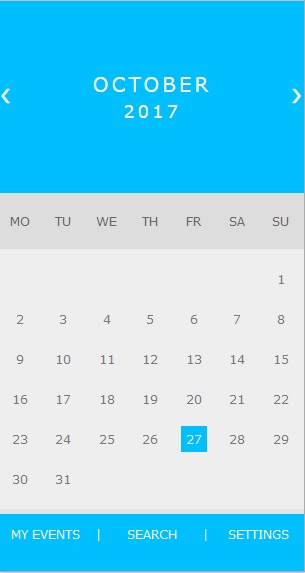 OCTOBER
2017
❮ ❯
MO TU WE TH FR SA SU
1
2 3 4 5 6 7 8
9 10 11 12 13 14 15
16 17 18 19 20 21 22
23 24 25 26 27 28 29
30 31
MY EVENTS | SEARCH | SETTINGS